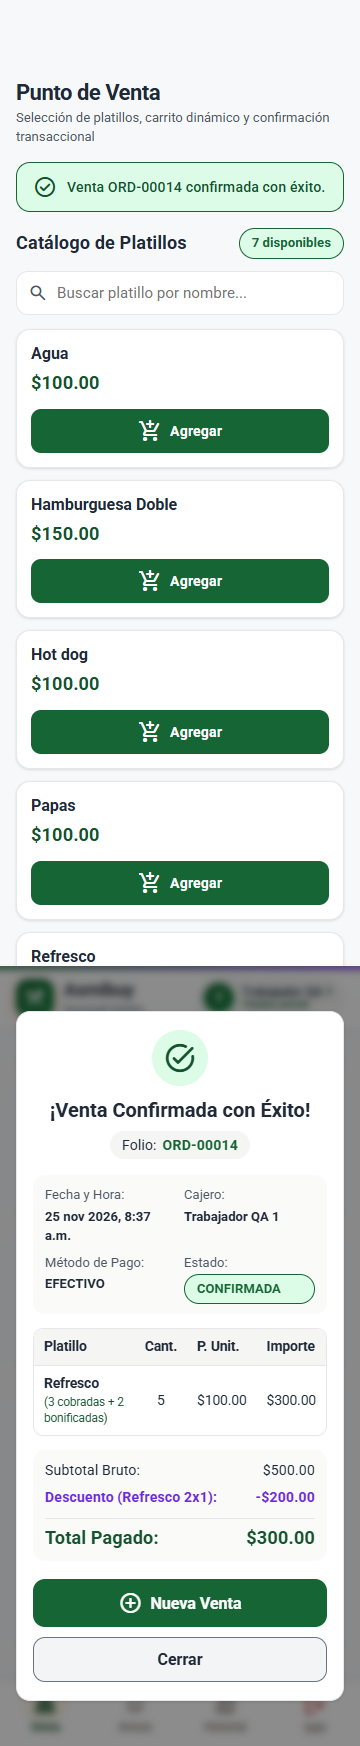 Punto de Venta
Selección de platillos, carrito dinámico y confirmación
transaccional
Venta ORD-00014 confirmada con éxito.
Catálogo de Platillos
7 disponibles
Buscar platillo por nombre...
Agua
$100.00
Agregar
Hamburguesa Doble
$150.00
Agregar
Hot dog
$100.00
Agregar
Papas
$100.00
Agregar
Refresco
¡Venta Confirmada con Éxito!
Folio: ORD-00014
Fecha y Hora:
25 nov 2026, 8:37
a.m.
Cajero:
Trabajador QA 1
Método de Pago:
EFECTIVO
Estado:
CONFIRMADA
Platillo Cant. P. Unit. Importe
Refresco
(3 cobradas + 2
bonificadas)
5 $100.00 $300.00
Subtotal Bruto: $500.00
Descuento (Refresco 2x1): -$200.00
Total Pagado: $300.00
Nueva Venta
Cerrar